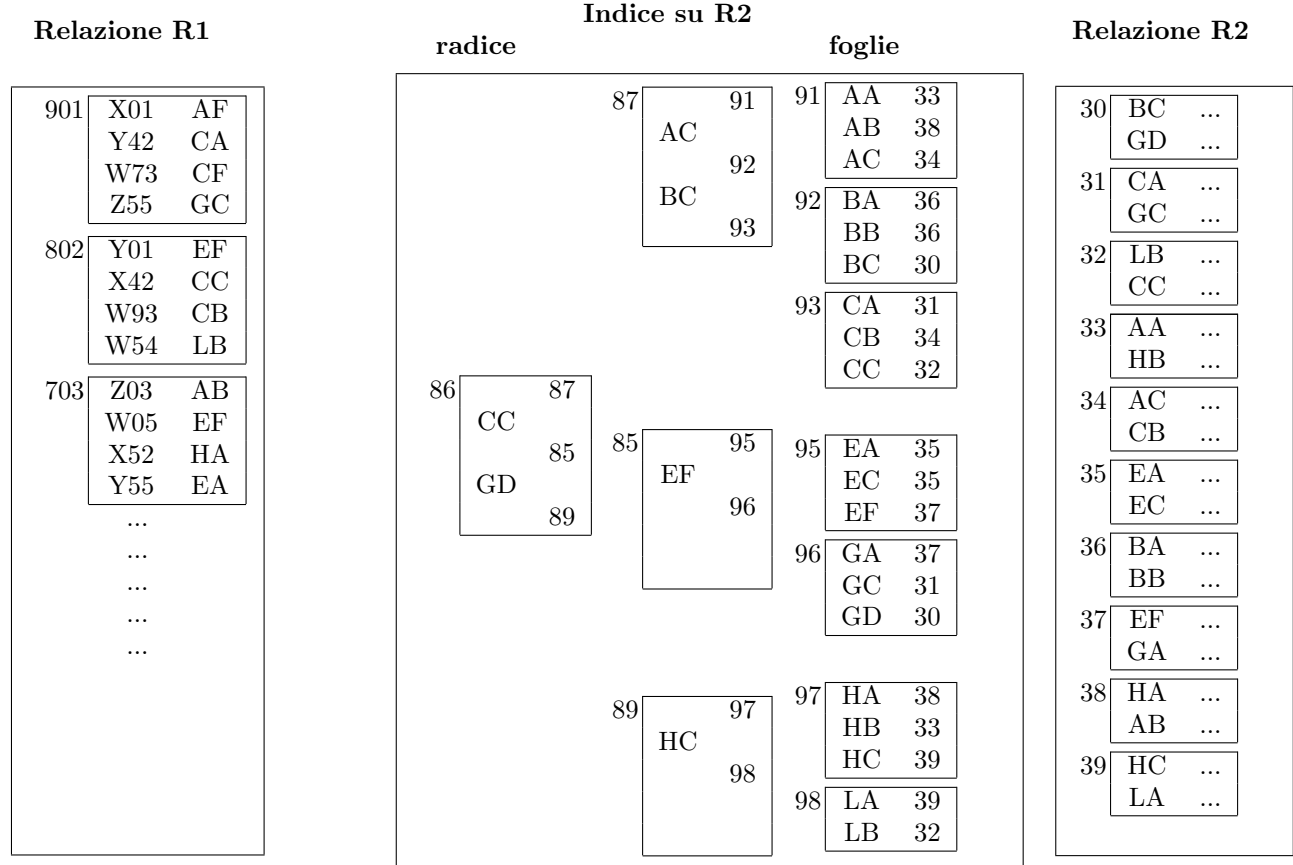 Indice su R2
Relazione R1
radice
foglie
Relazione R2
901 X01 AF
Y42 CA
W73 CF
Z55 GC
802 Y01 EF
X42 CC
W93 CB
W54 LB
703 Z03 AB
W05 EF
X52 HA
Y55 EA
...
...
...
...
...
86 87
CC
85
GD
89
87 91
AC
92
BC
93
85 95
EF
96
89 97
HC
98
91 AA 33
AB 38
AC 34
92 BA 36
BB 36
BC 30
93 CA 31
CB 34
CC 32
95 EA 35
EC 35
EF 37
96 GA 37
GC 31
GD 30
97 HA 38
HB 33
HC 39
98 LA 39
LB 32
30 BC ...
GD ...
31 CA ...
GC ...
32 LB ...
CC ...
33 AA ...
HB ...
34 AC ...
CB ...
35 EA ...
EC ...
36 BA ...
BB ...
37 EF ...
GA ...
38 HA ...
AB ...
39 HC ...
LA ...